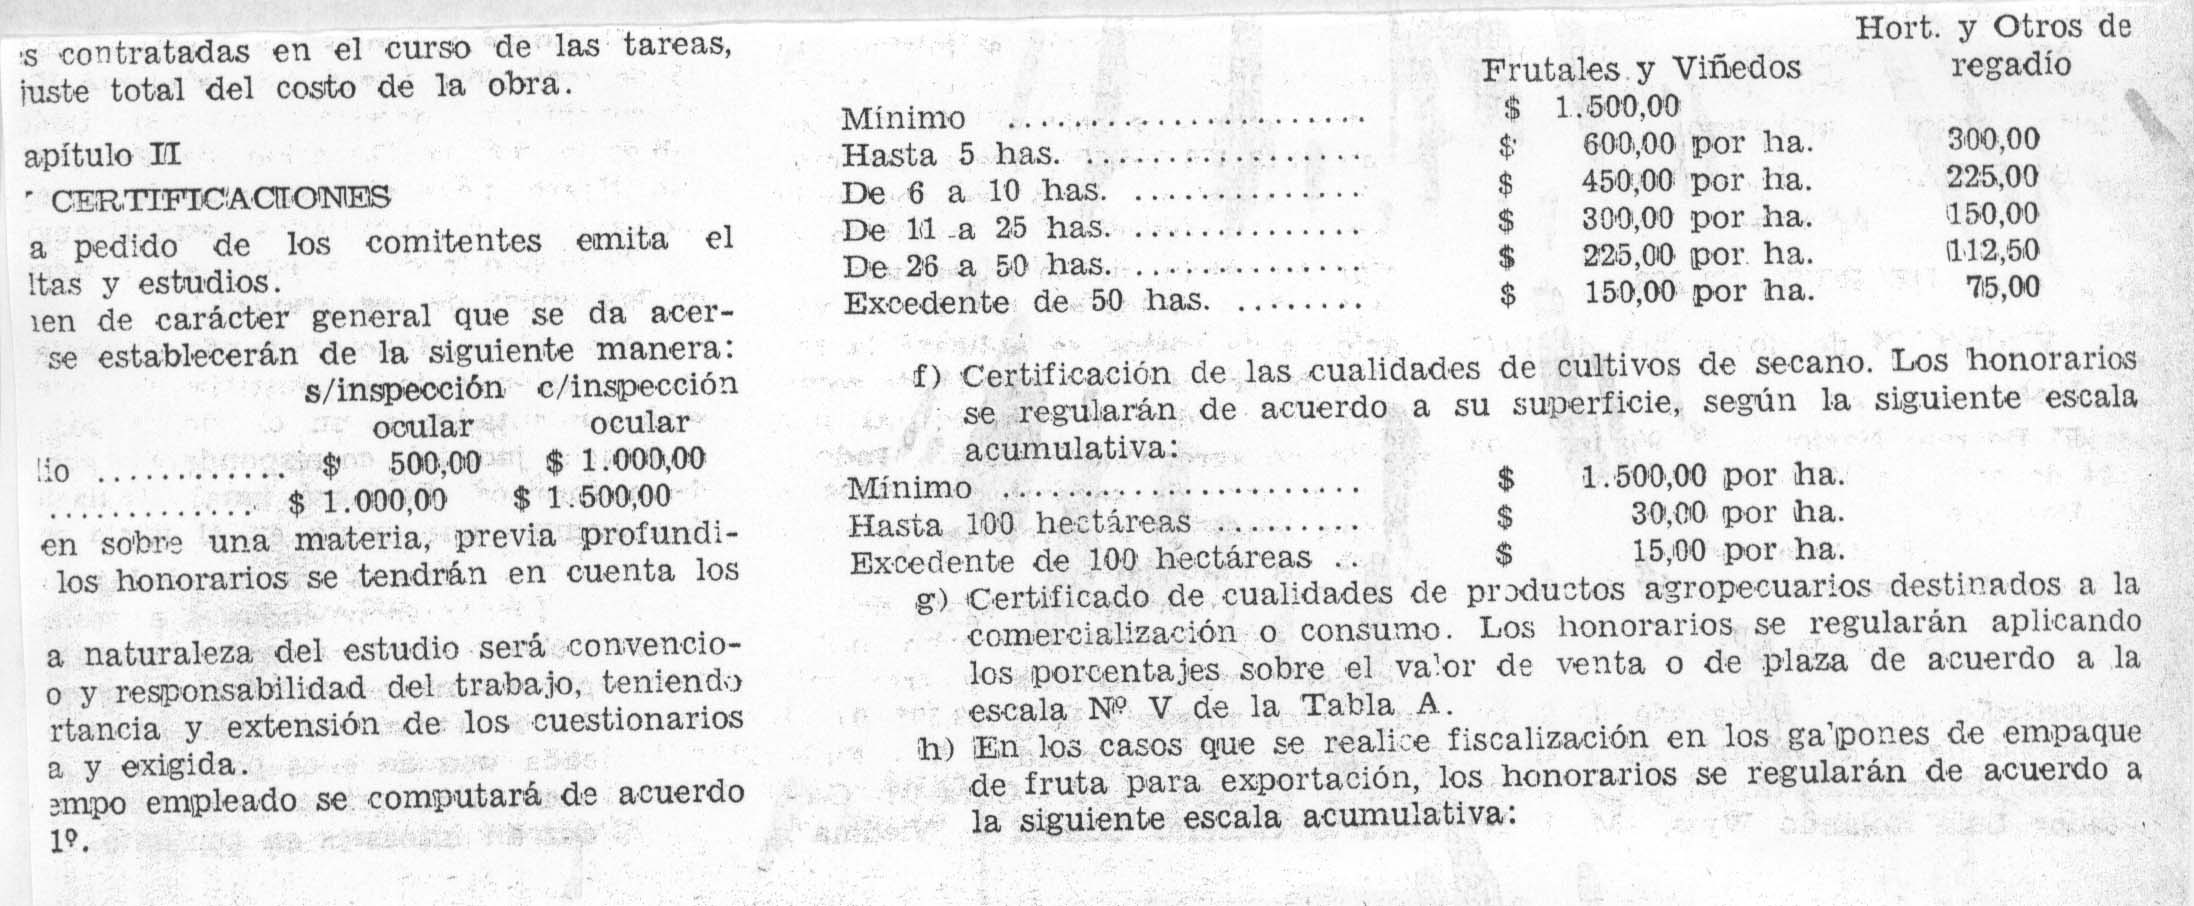 s contratadas en el curso de las tareas,
juste total del costo de la obra.
apítulo II
CERTIFICACIONES
a pedido de los comitentes emita el
ltas y estudios.
en de carácter general que se da acer-
se establecerán de la siguiente manera:
s/inspección c/inspección
ocular ocular
io ............. $ 500,00 $ 1.000,00
.............. $ 1.000,00 $ 1.500,00
en sobre una materia, previa profundi-
los honorarios se tendrán en cuenta los
a naturaleza del estudio será convencio-
o y responsabilidad del trabajo, teniendo
rtancia y extensión de los cuestionarios
a y exigida.
empo empleado se computará de acuerdo
1º.
Hort. y Otros de
Frutales y Viñedos regadío
Mínimo ...................... $ 1.500,00
Hasta 5 has. ................. $ 600,00 por ha. 300,00
De 6 a 10 has. .............. $ 450,00 por ha. 225,00
De 11 a 25 has. ............... $ 300,00 por ha. 150,00
De 26 a 50 has. ............... $ 225,00 por ha. 112,50
Excedente de 50 has. ........ $ 150,00 por ha. 75,00
f) Certificación de las cualidades de cultivos de secano. Los honorarios
se regularán de acuerdo a su superficie, según la siguiente escala
acumulativa:
Mínimo ...................... $ 1.500,00 por ha.
Hasta 100 hectáreas ......... $ 30,00 por ha.
Excedente de 100 hectáreas .. $ 15,00 por ha.
g) Certificado de cualidades de productos agropecuarios destinados a la
comercialización o consumo. Los honorarios se regularán aplicando
los porcentajes sobre el valor de venta o de plaza de acuerdo a la
escala Nº V de la Tabla A.
h) En los casos que se realice fiscalización en los galpones de empaque
de fruta para exportación, los honorarios se regularán de acuerdo a
la siguiente escala acumulativa: